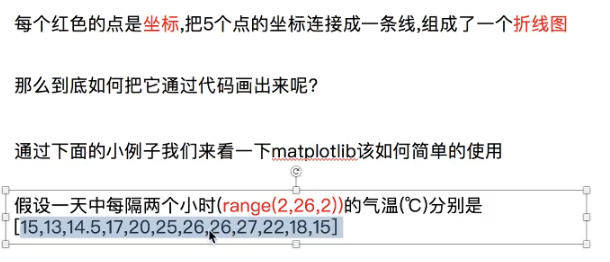 每个红色的点是坐标,把5个点的坐标连接成一条线,组成了一个折线图
那么到底如何把它通过代码画出来呢?
通过下面的小例子我们来看一下matplotlib该如何简单的使用
假设一天中每隔两个小时(range(2,26,2))的气温(℃)分别是
[15,13,14.5,17,20,25,26,26,27,22,18,15]